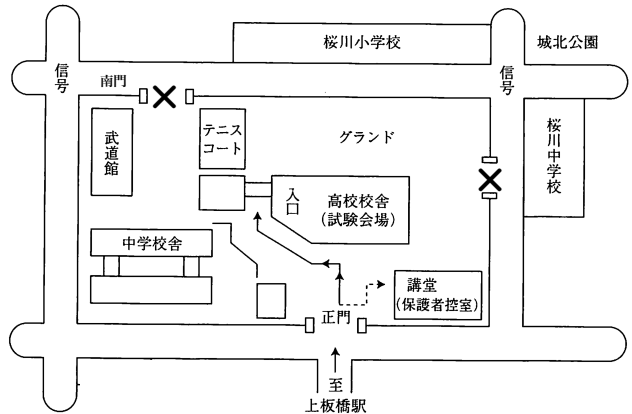 桜川小学校
城北公園
信号
信号
南門
武道館
テニス
コート
グランド
桜川中学校
入口
高校校舎
(試験会場)
中学校舎
講堂
(保護者控室)
正門
至
上板橋駅